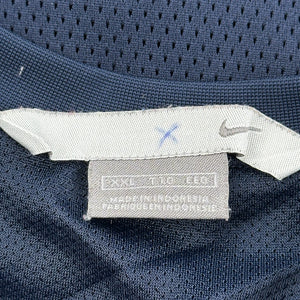 X
XXL TTG EEG
MADE IN INDONESIA
FABRIQUE EN INDONESIE